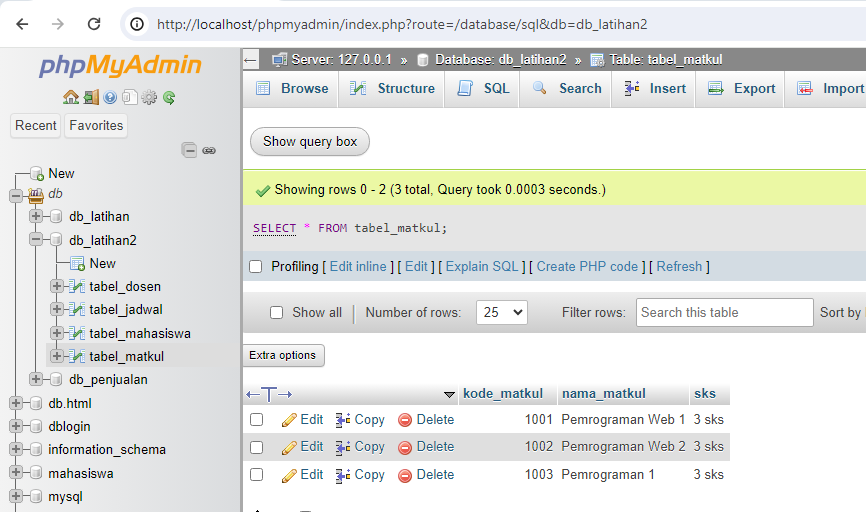 http://localhost/phpmyadmin/index.php?route=/database/sql&db=db_latihan2
phpMyAdmin
Recent Favorites
New
db
db_latihan
db_latihan2
New
tabel_dosen
tabel_jadwal
tabel_mahasiswa
tabel_matkul
db_penjualan
db.html
dblogin
information_schema
mahasiswa
mysql
Server: 127.0.0.1 » Database: db_latihan2 » Table: tabel_matkul
Browse Structure SQL Search Insert Export Import
Show query box
Showing rows 0 - 2 (3 total, Query took 0.0003 seconds.)
SELECT * FROM tabel_matkul;
Profiling [ Edit inline ] [ Edit ] [ Explain SQL ] [ Create PHP code ] [ Refresh ]
Show all | Number of rows: 25 Filter rows: Search this table Sort by
Extra options
kode_matkul nama_matkul sks
Edit Copy Delete 1001 Pemrograman Web 1 3 sks
Edit Copy Delete 1002 Pemrograman Web 2 3 sks
Edit Copy Delete 1003 Pemrograman 1 3 sks